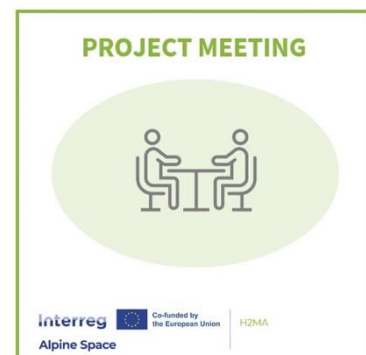 PROJECT MEETING
Interreg
Co-funded by
the European Union
H2MA
Alpine Space